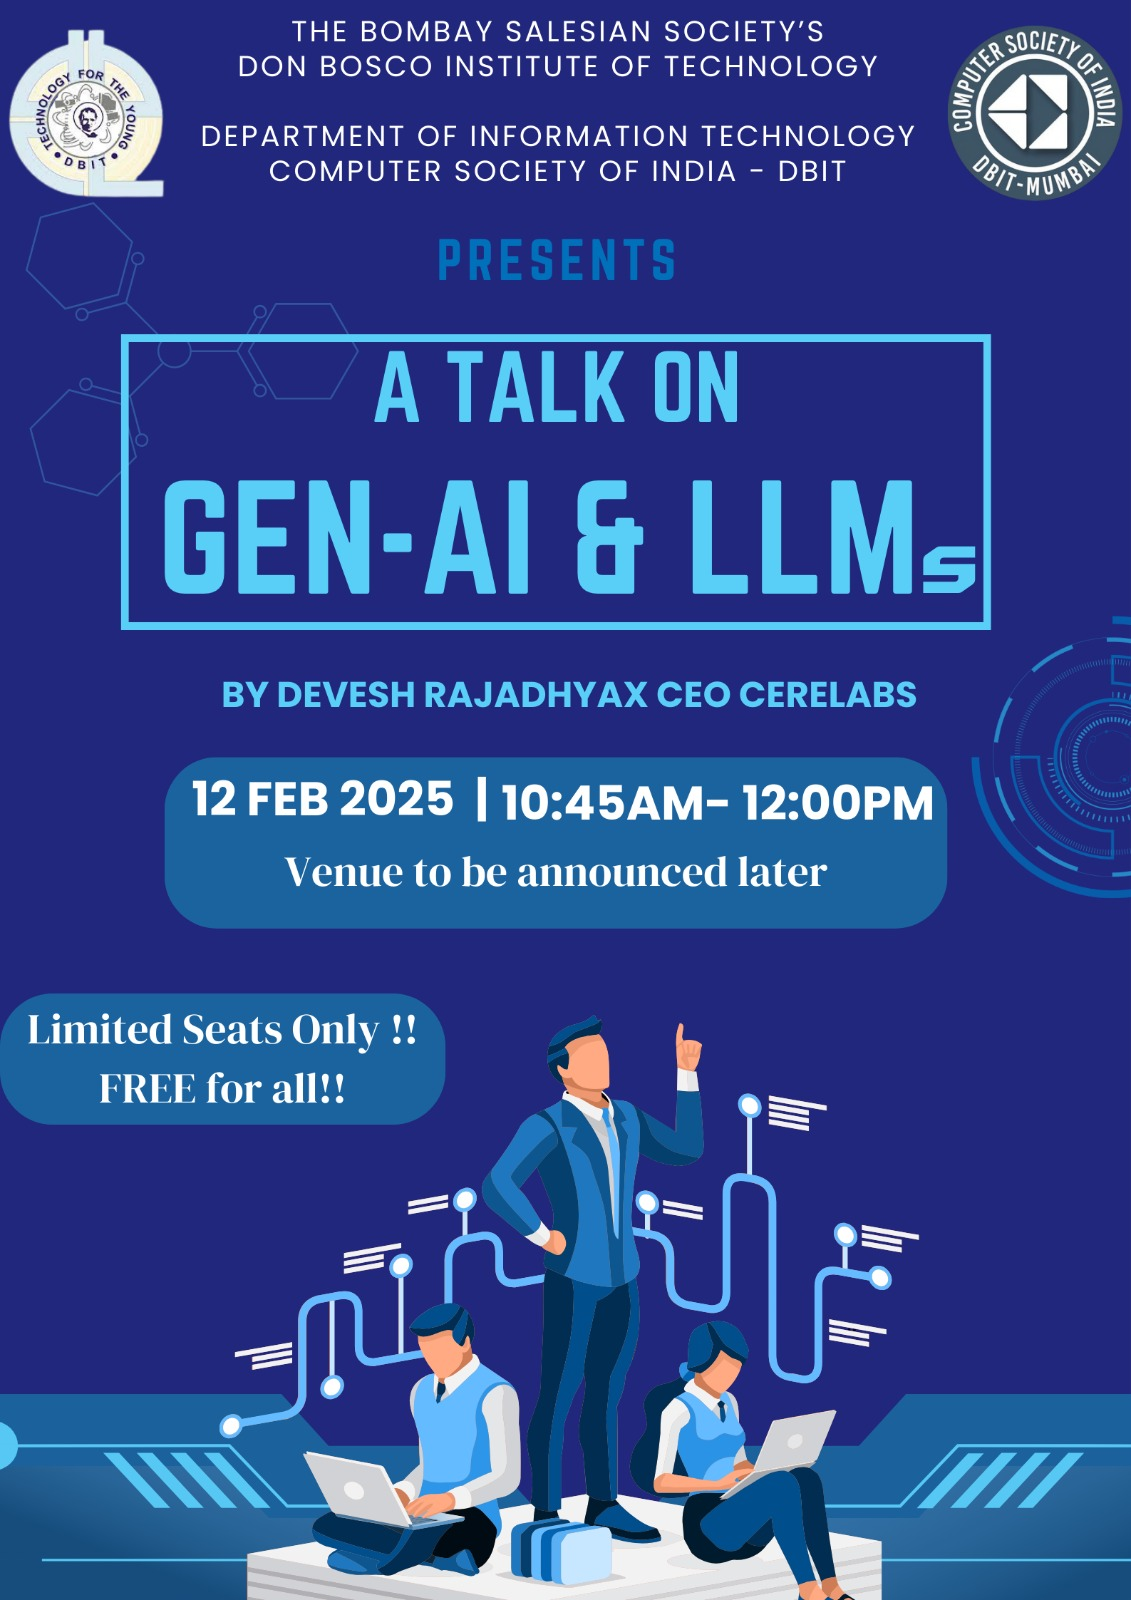 THE BOMBAY SALESIAN SOCIETY’S
DON BOSCO INSTITUTE OF TECHNOLOGY
DEPARTMENT OF INFORMATION TECHNOLOGY
COMPUTER SOCIETY OF INDIA - DBIT
TECHNOLOGY FOR THE YOUNG
• DBIT •
COMPUTER SOCIETY OF INDIA
DBIT-MUMBAI
PRESENTS
A TALK ON
GEN-AI & LLMs
BY DEVESH RAJADHYAX CEO CERELABS
12 FEB 2025 | 10:45AM- 12:00PM
Venue to be announced later
Limited Seats Only !!
FREE for all!!